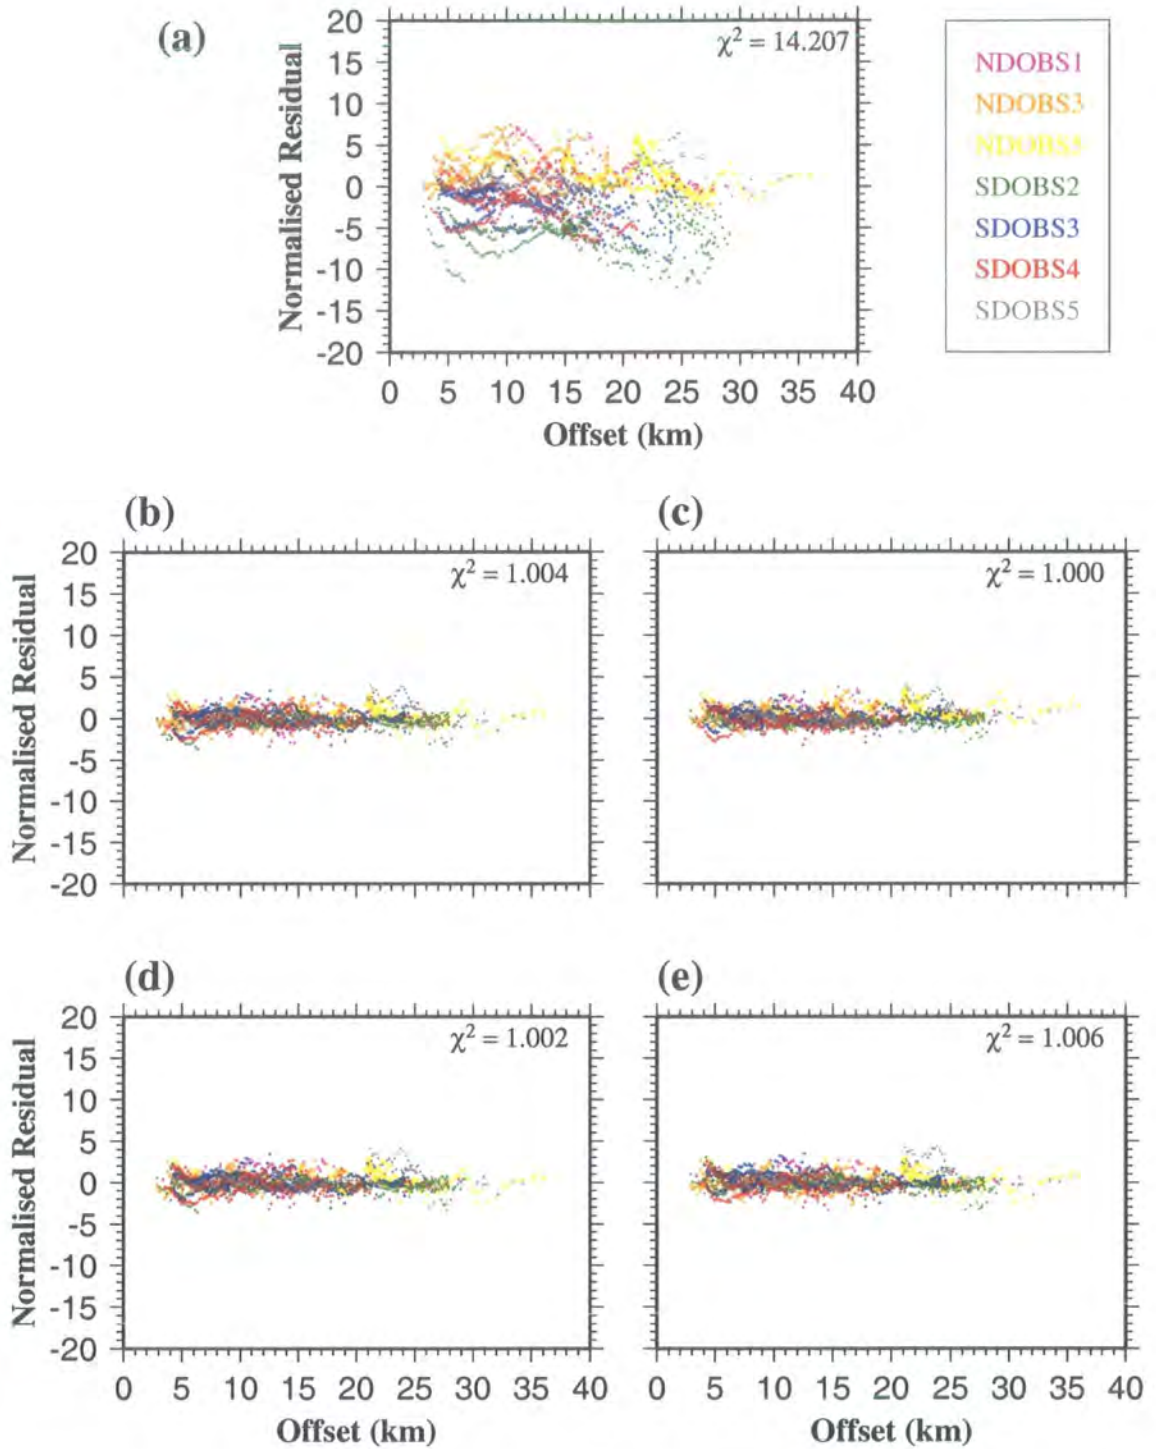 (a)
Normalised Residual
20
15
10
5
0
-5
-10
-15
-20
χ² = 14.207
0 5 10 15 20 25 30 35 40
Offset (km)
NDOBS1
NDOBS3
NDOBS5
SDOBS2
SDOBS3
SDOBS4
SDOBS5
(b)
Normalised Residual
20
15
10
5
0
-5
-10
-15
-20
χ² = 1.004
(c)
χ² = 1.000
(d)
Normalised Residual
20
15
10
5
0
-5
-10
-15
-20
χ² = 1.002
0 5 10 15 20 25 30 35 40
Offset (km)
(e)
χ² = 1.006
0 5 10 15 20 25 30 35 40
Offset (km)